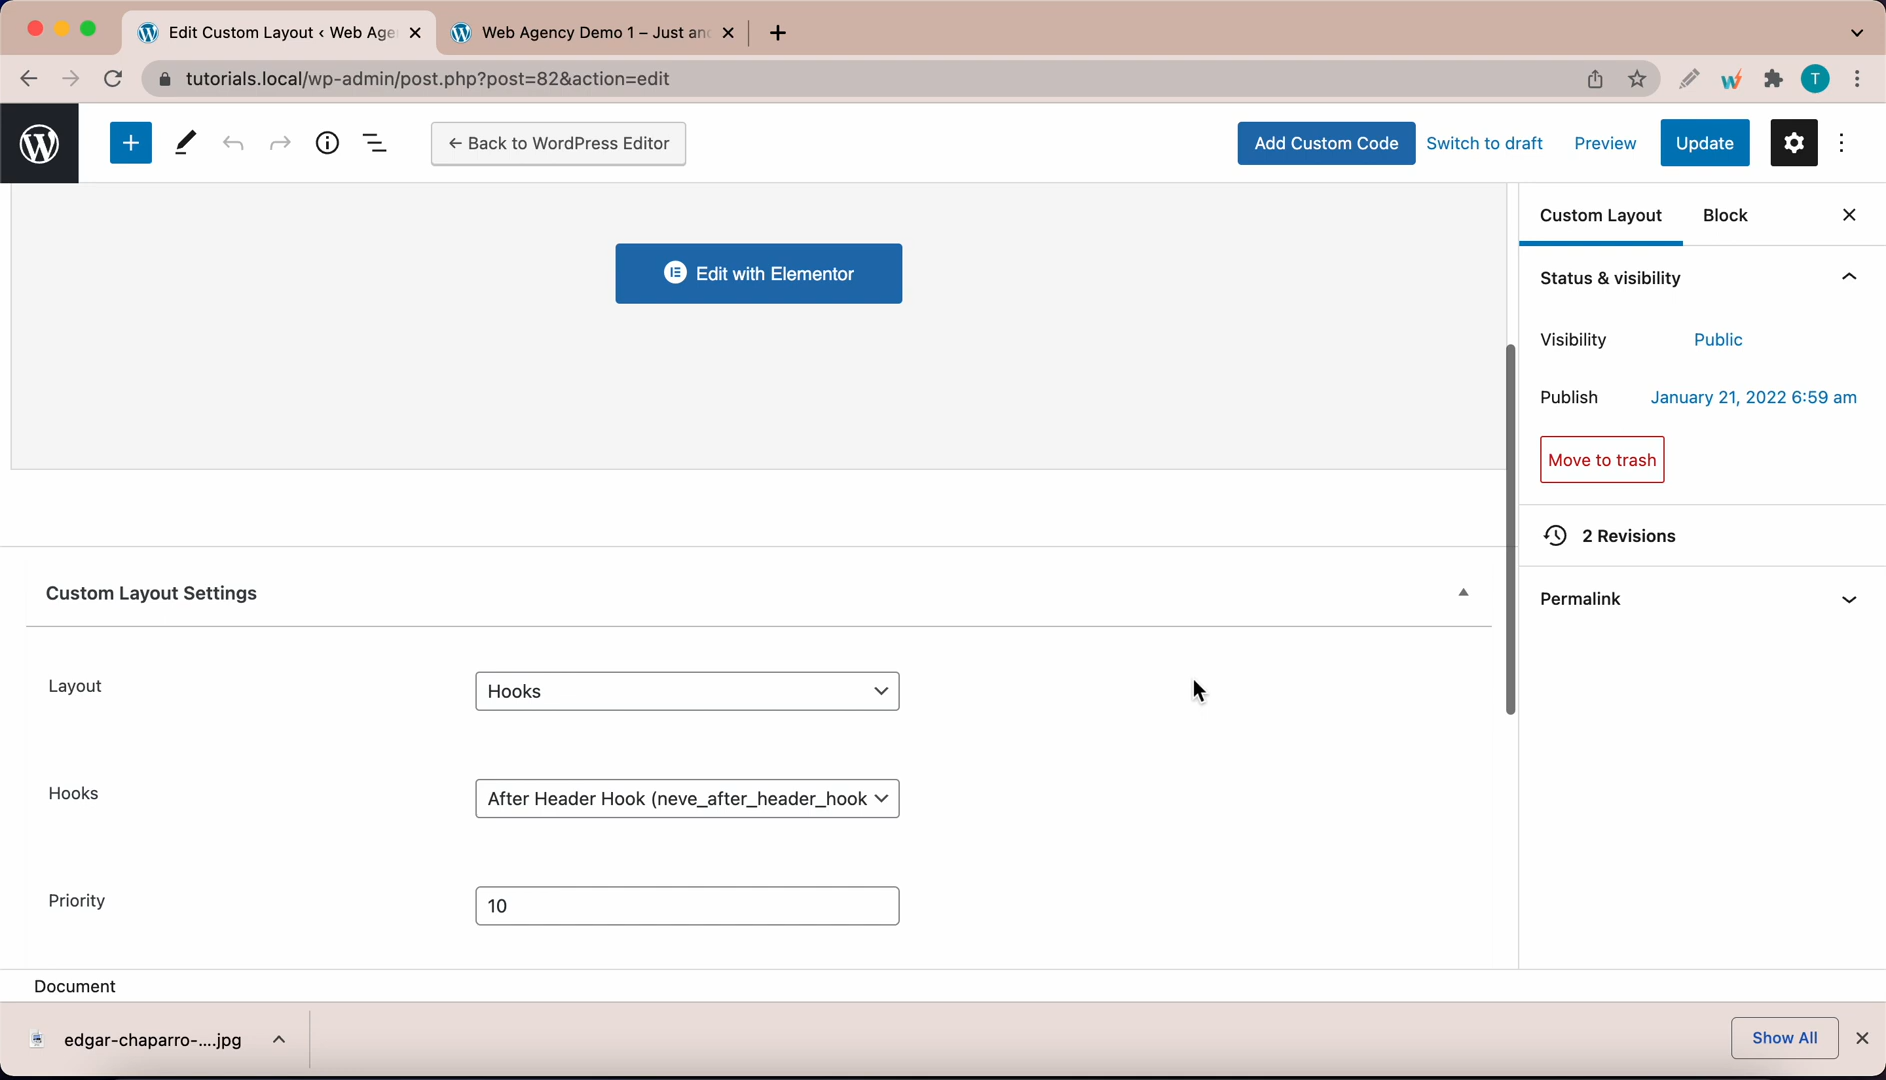 Edit Custom Layout ‹ Web Age
Web Agency Demo 1 – Just an
tutorials.local/wp-admin/post.php?post=82&action=edit
T
← Back to WordPress Editor
Add Custom Code
Switch to draft
Preview
Update
Edit with Elementor
Custom Layout
Block
Status & visibility
Visibility
Public
Publish
January 21, 2022 6:59 am
Move to trash
2 Revisions
Permalink
Custom Layout Settings
Layout
Hooks
Hooks
After Header Hook (neve_after_header_hook
Priority
10
Document
edgar-chaparro-....jpg
Show All